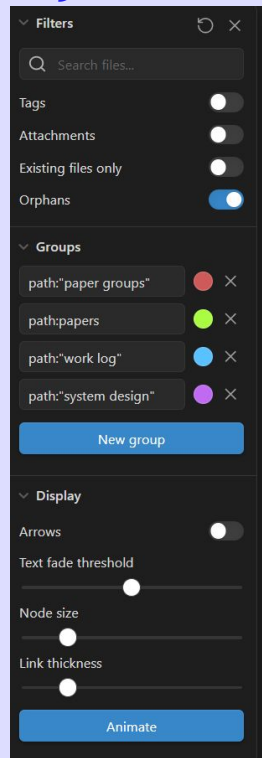 Filters
Search files...
Tags
Attachments
Existing files only
Orphans
Groups
path:"paper groups"
path:papers
path:"work log"
path:"system design"
New group
Display
Arrows
Text fade threshold
Node size
Link thickness
Animate